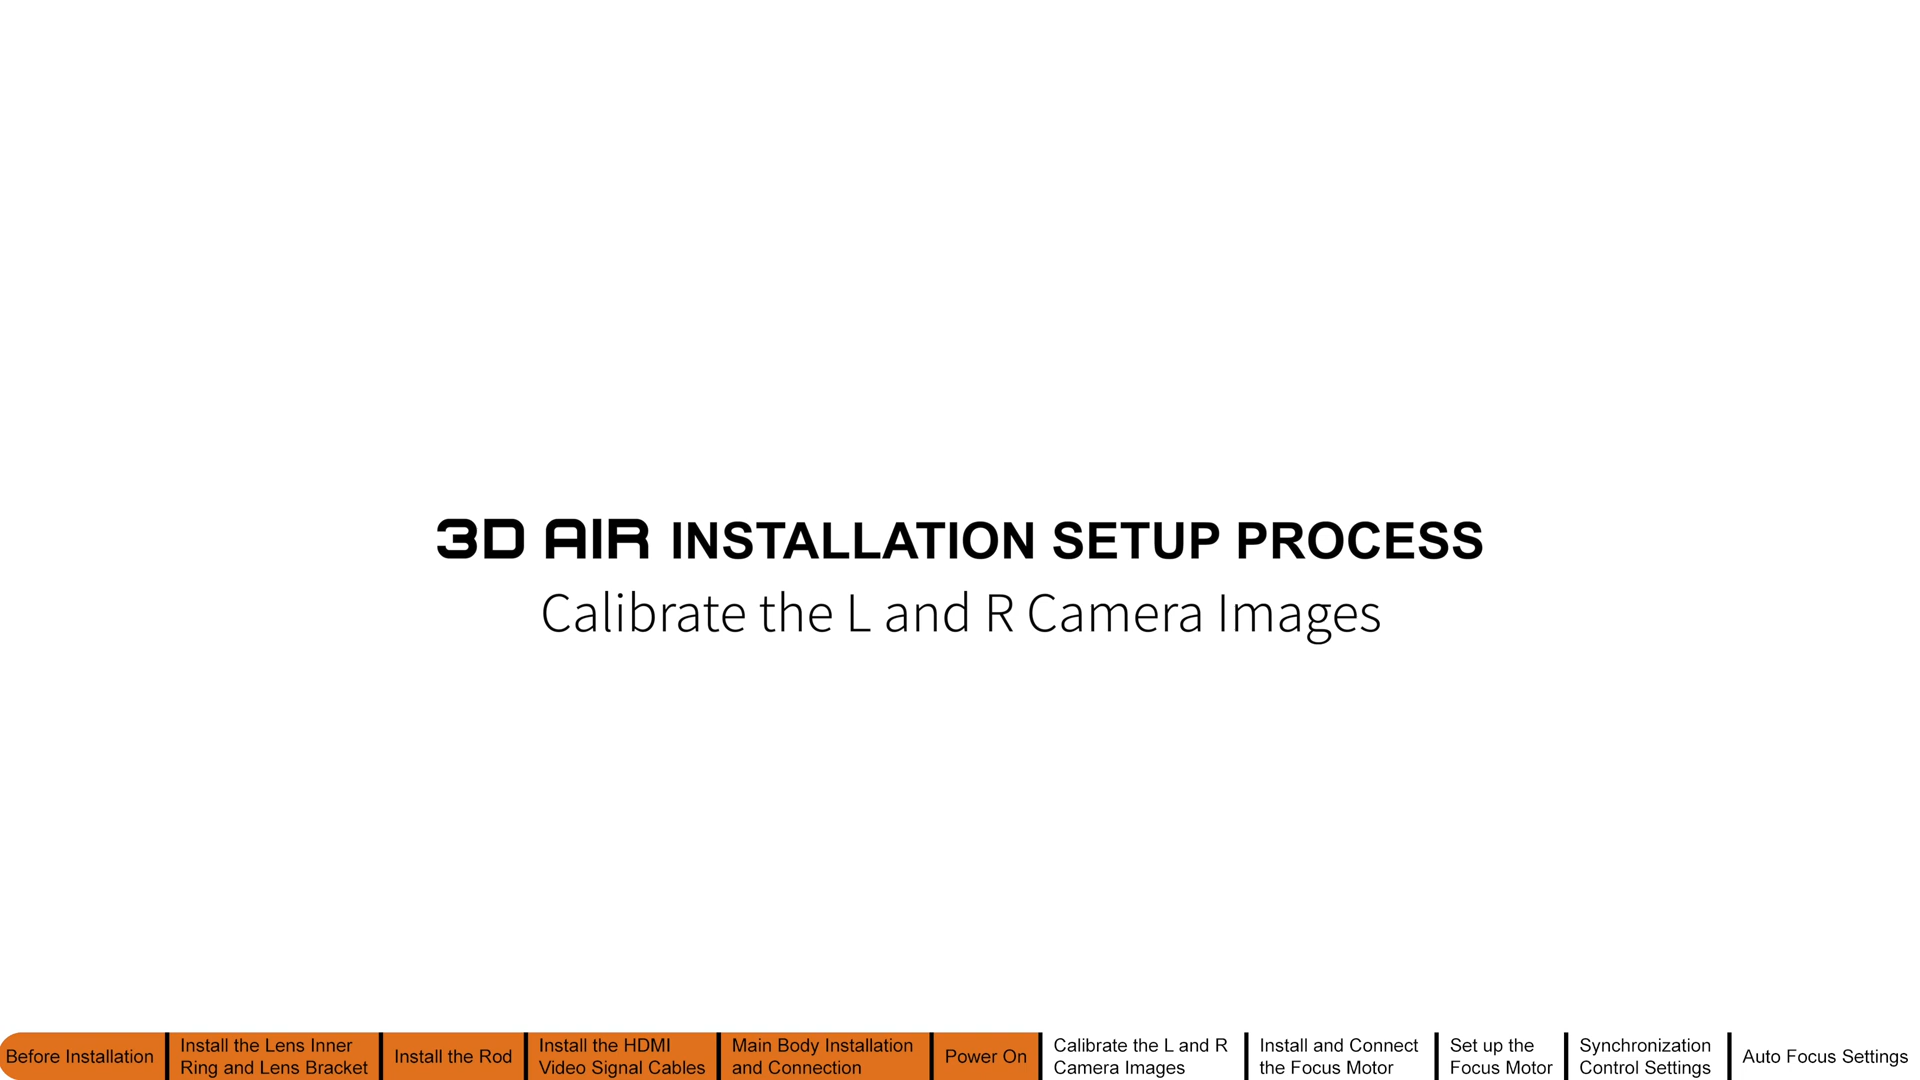 3D AIR INSTALLATION SETUP PROCESS
Calibrate the L and R Camera Images
Before Installation
Install the Lens Inner
Ring and Lens Bracket
Install the Rod
Install the HDMI
Video Signal Cables
Main Body Installation
and Connection
Power On
Calibrate the L and R
Camera Images
Install and Connect
the Focus Motor
Set up the
Focus Motor
Synchronization
Control Settings
Auto Focus Settings